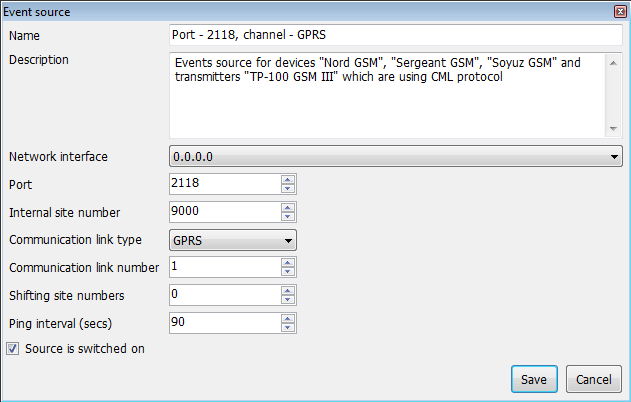 Event source
Name
Port - 2118, channel - GPRS
Description
Events source for devices "Nord GSM", "Sergeant GSM", "Soyuz GSM" and
transmitters "TP-100 GSM III" which are using CML protocol
Network interface
0.0.0.0
Port
2118
Internal site number
9000
Communication link type
GPRS
Communication link number
1
Shifting site numbers
0
Ping interval (secs)
90
Source is switched on
Save
Cancel